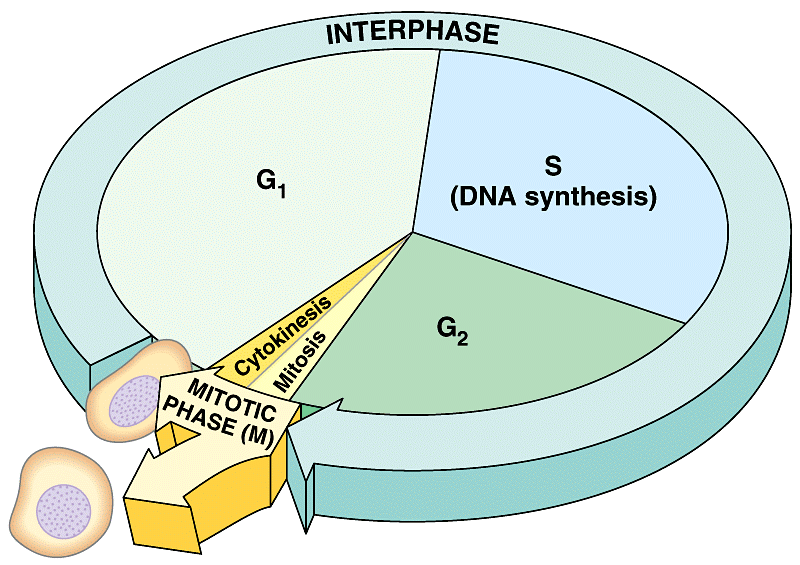 INTERPHASE
G₁
S
(DNA synthesis)
G₂
Cytokinesis
Mitosis
MITOTIC
PHASE (M)